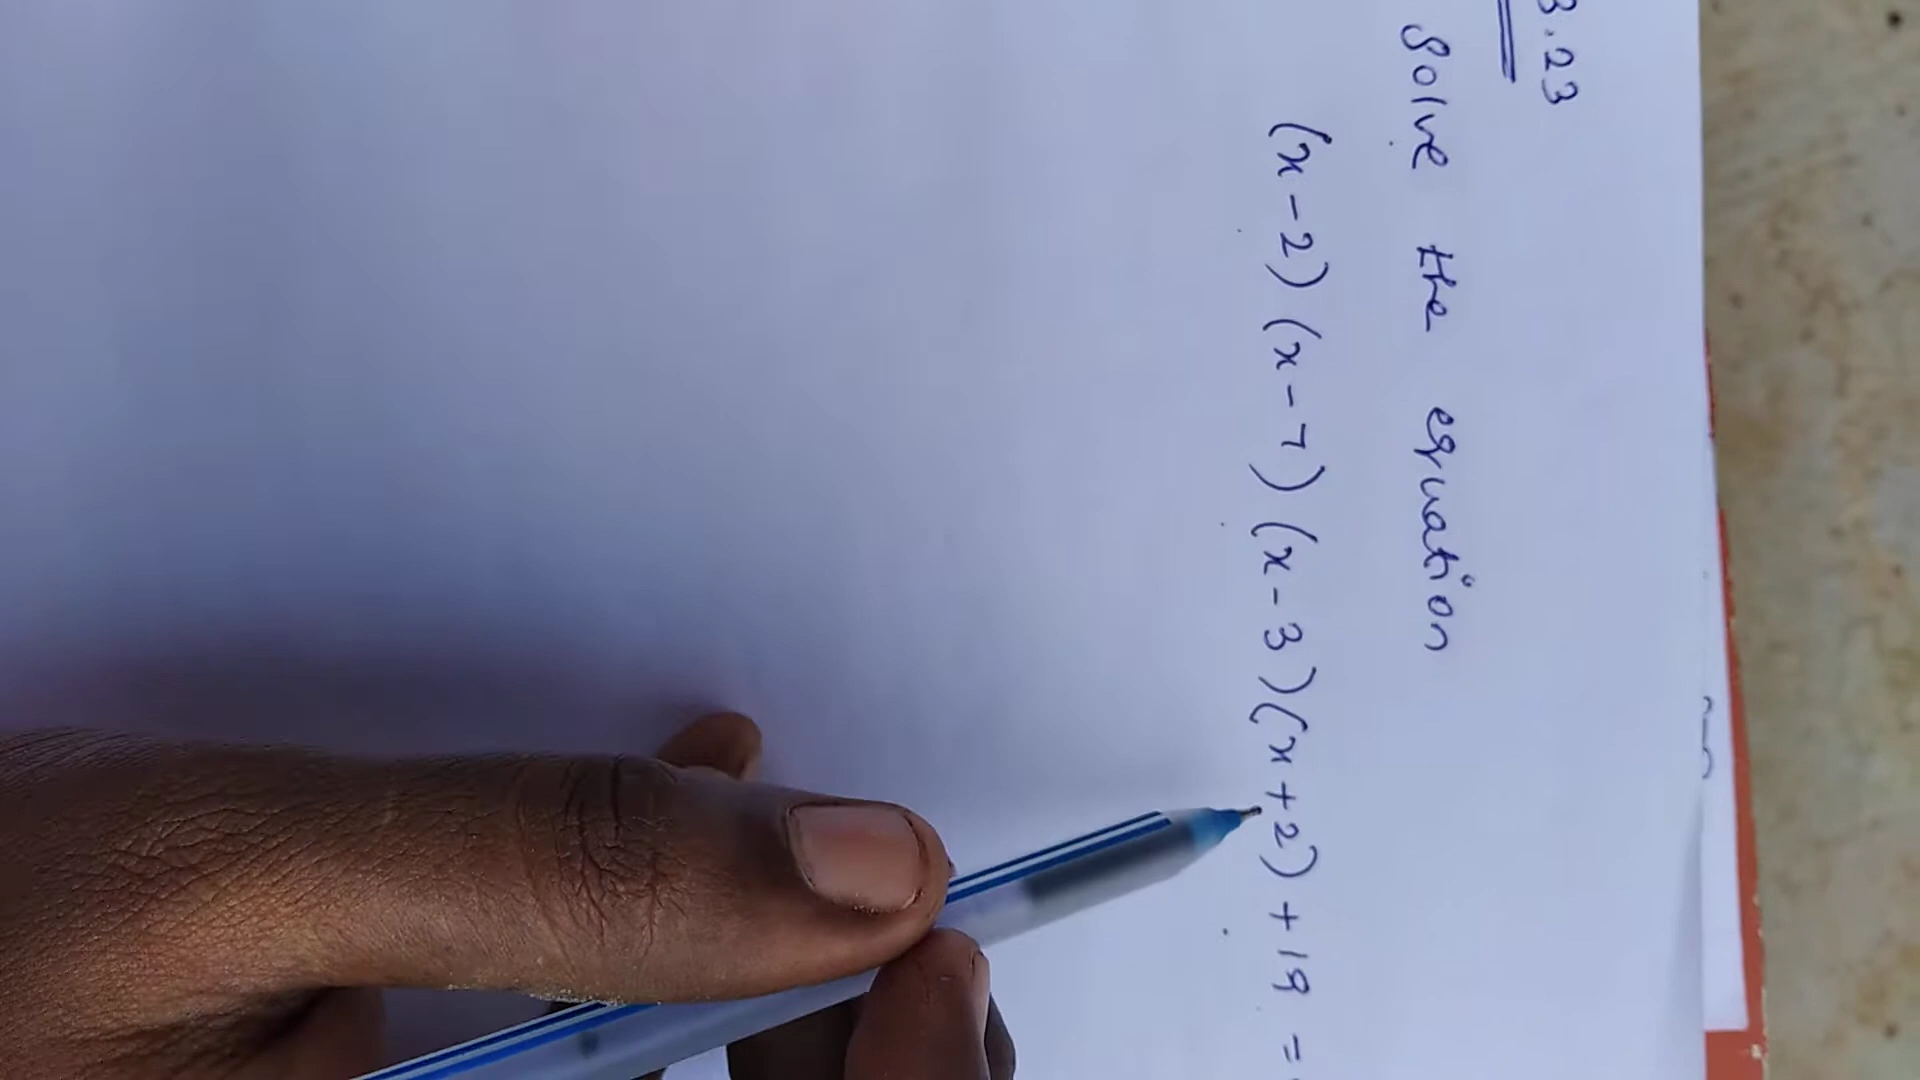 3.23
Solve the equation
(x-2)(x-7)(x-3)(x+2)+19=